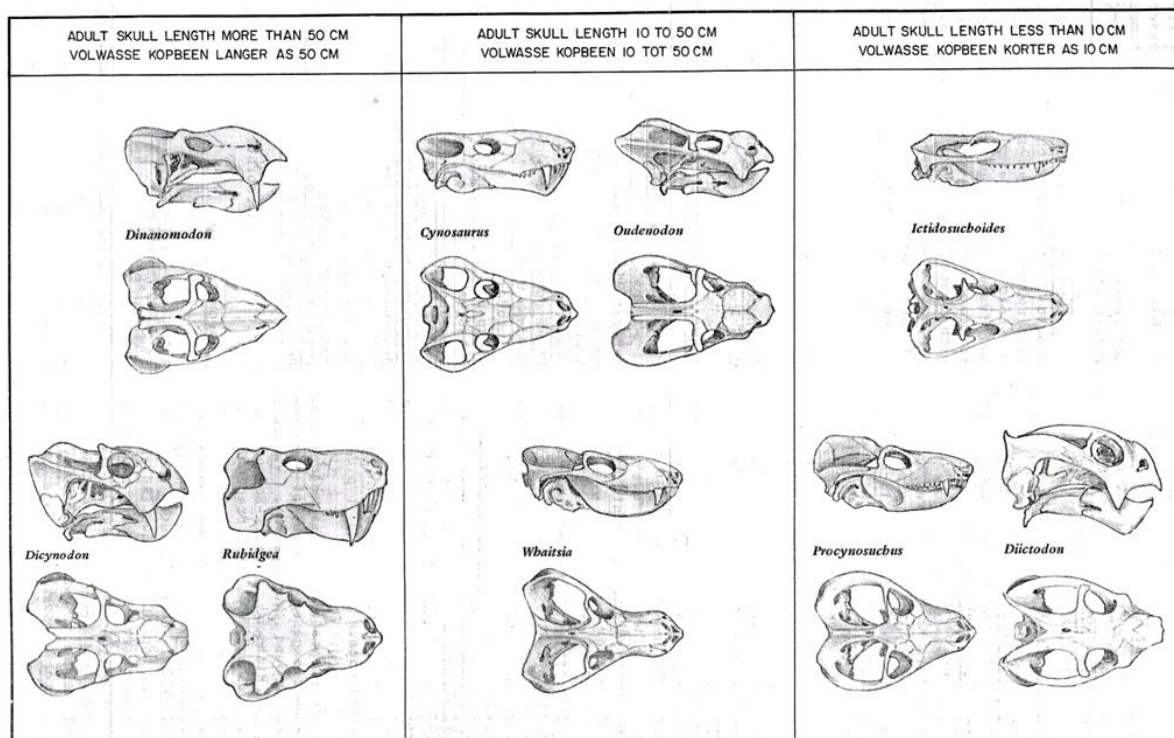 ADULT SKULL LENGTH MORE THAN 50 CM
VOLWASSE KOPBEEN LANGER AS 50 CM
ADULT SKULL LENGTH 10 TO 50 CM
VOLWASSE KOPBEEN 10 TOT 50 CM
ADULT SKULL LENGTH LESS THAN 10 CM
VOLWASSE KOPBEEN KORTER AS 10 CM
Dinanomodon
Cynosaurus
Oudenodon
Ictidosuchoides
Dicynodon
Rubidgea
Whaitsia
Procynosuchus
Diictodon